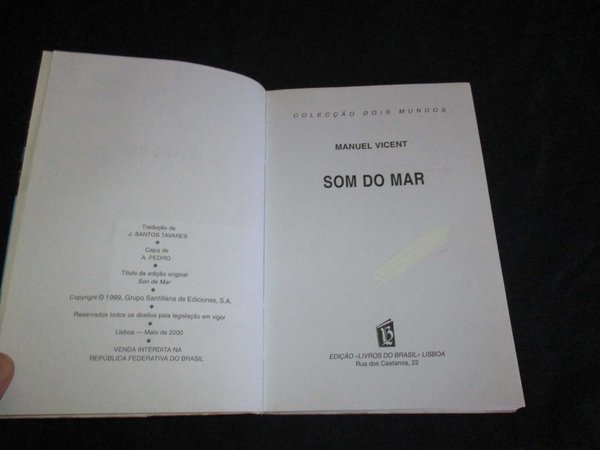 Tradução de
J. SANTOS TAVARES
*
Capa de
A. PEDRO
*
Título da edição original
Son de Mar
*
Copyright © 1999, Grupo Santillana de Ediciones, S.A.
*
Reservados todos os direitos pela legislação em vigor
*
Lisboa — Maio de 2000
*
VENDA INTERDITA NA
REPÚBLICA FEDERATIVA DO BRASIL
COLECÇÃO DOIS MUNDOS
MANUEL VICENT
SOM DO MAR
EDIÇÃO «LIVROS DO BRASIL» LISBOA
Rua dos Caetanos, 22